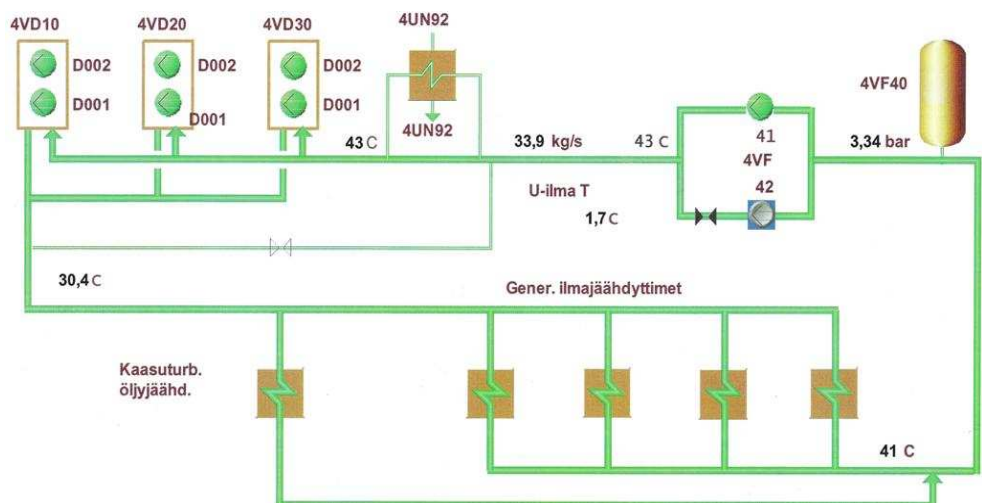 4VD10
4VD20
4VD30
4UN92
D002
D002
D002
4VF40
D001
D001
D001
4UN92
43 C
33,9 kg/s
43 C
41
4VF
42
3,34 bar
U-ilma T
1,7 C
30,4 C
Gener. ilmajäähdyttimet
Kaasuturb.
öljyjäähd.
41 C